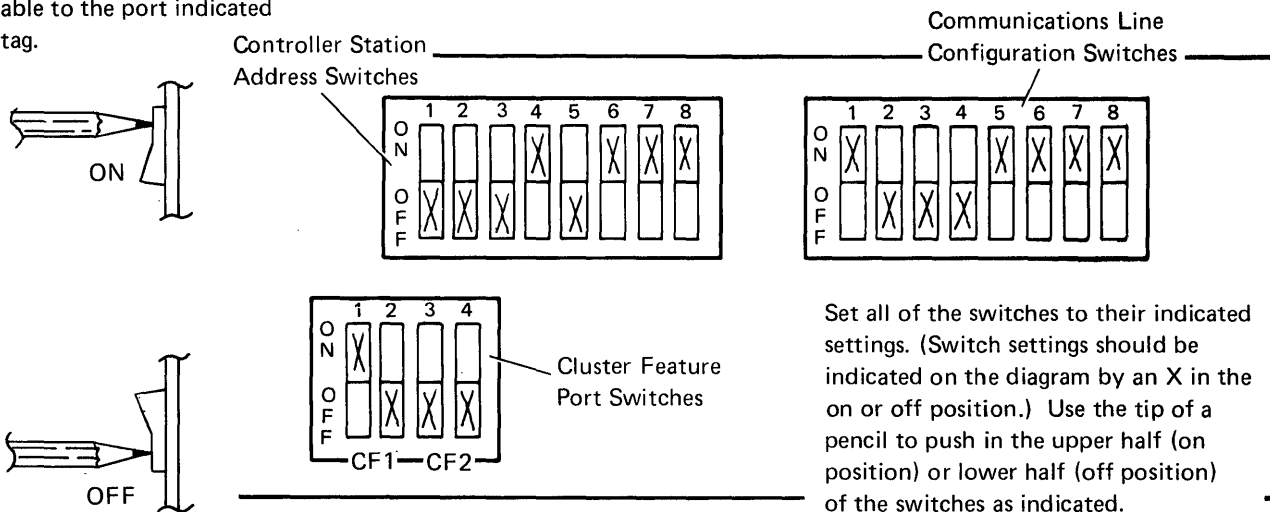 able to the port indicated
tag.
Controller Station
Address Switches
Communications Line
Configuration Switches
ON
1 2 3 4 5 6 7 8
ON
OFF
1 2 3 4 5 6 7 8
ON
OFF
OFF
1 2 3 4
ON
OFF
CF1 CF2
Cluster Feature
Port Switches
Set all of the switches to their indicated
settings. (Switch settings should be
indicated on the diagram by an X in the
on or off position.) Use the tip of a
pencil to push in the upper half (on
position) or lower half (off position)
of the switches as indicated.